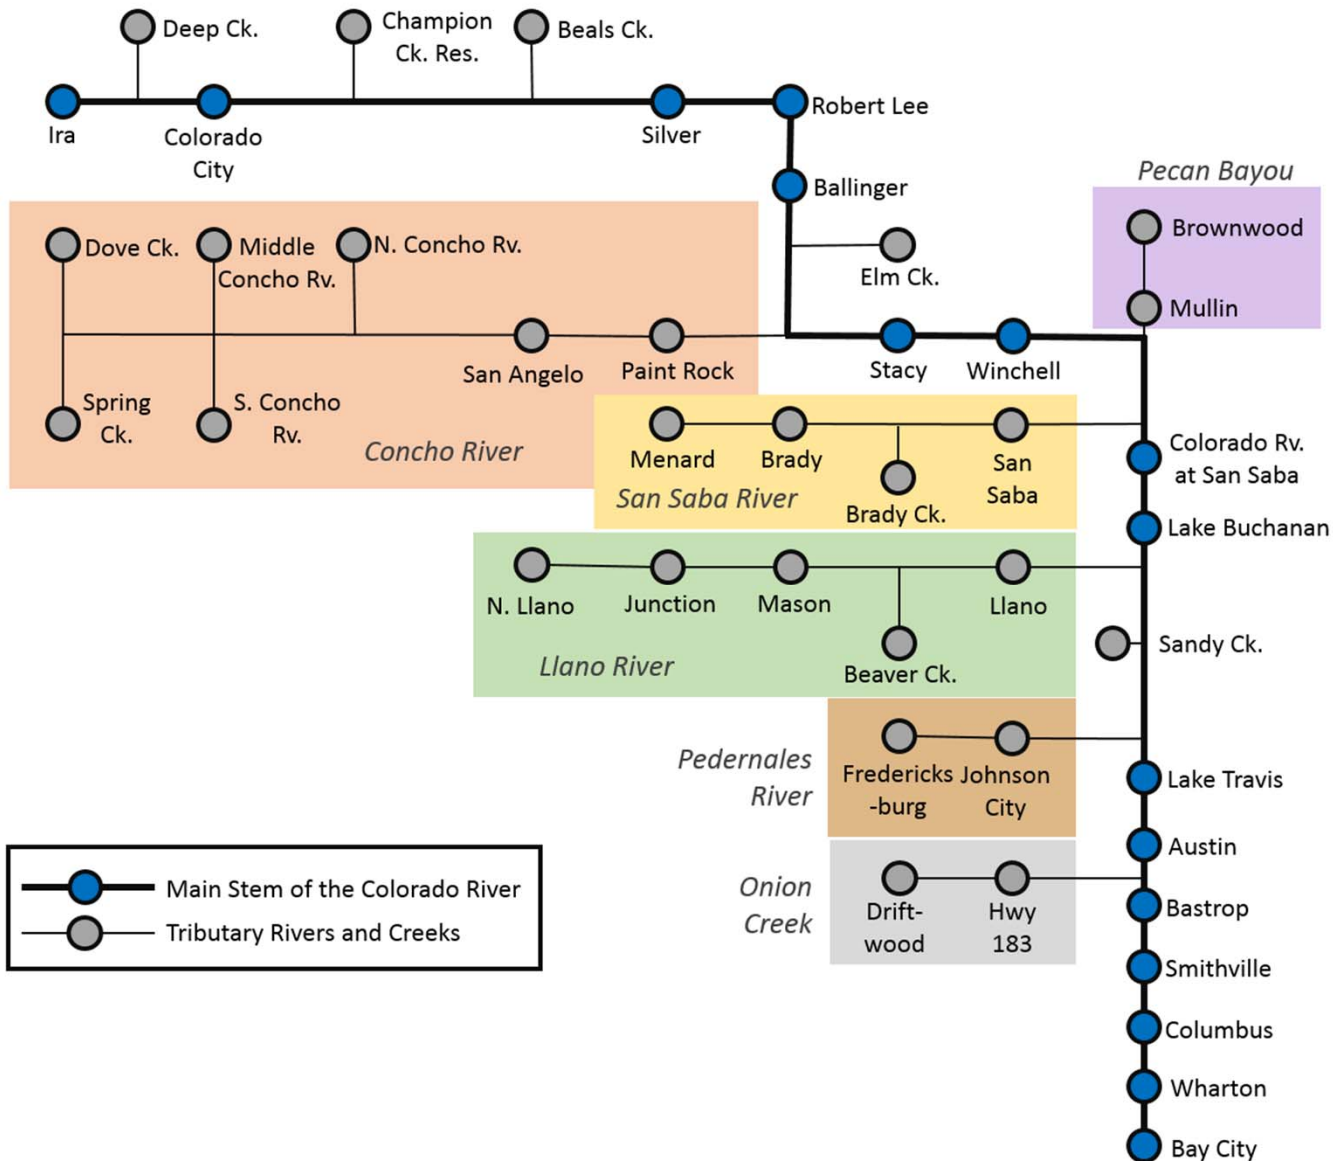 Deep Ck.
Champion
Ck. Res.
Beals Ck.
Ira
Colorado
City
Silver
Robert Lee
Ballinger
Pecan Bayou
Brownwood
Mullin
Dove Ck.
Middle
Concho Rv.
N. Concho Rv.
Elm Ck.
San Angelo
Paint Rock
Stacy
Winchell
Spring
Ck.
S. Concho
Rv.
Concho River
Menard
Brady
San
Saba
Brady Ck.
San Saba River
Colorado Rv.
at San Saba
Lake Buchanan
N. Llano
Junction
Mason
Llano
Beaver Ck.
Llano River
Sandy Ck.
Pedernales
River
Fredericks
-burg
Johnson
City
Lake Travis
Austin
Onion
Creek
Drift-
wood
Hwy
183
Bastrop
Smithville
Columbus
Wharton
Bay City
Main Stem of the Colorado River
Tributary Rivers and Creeks